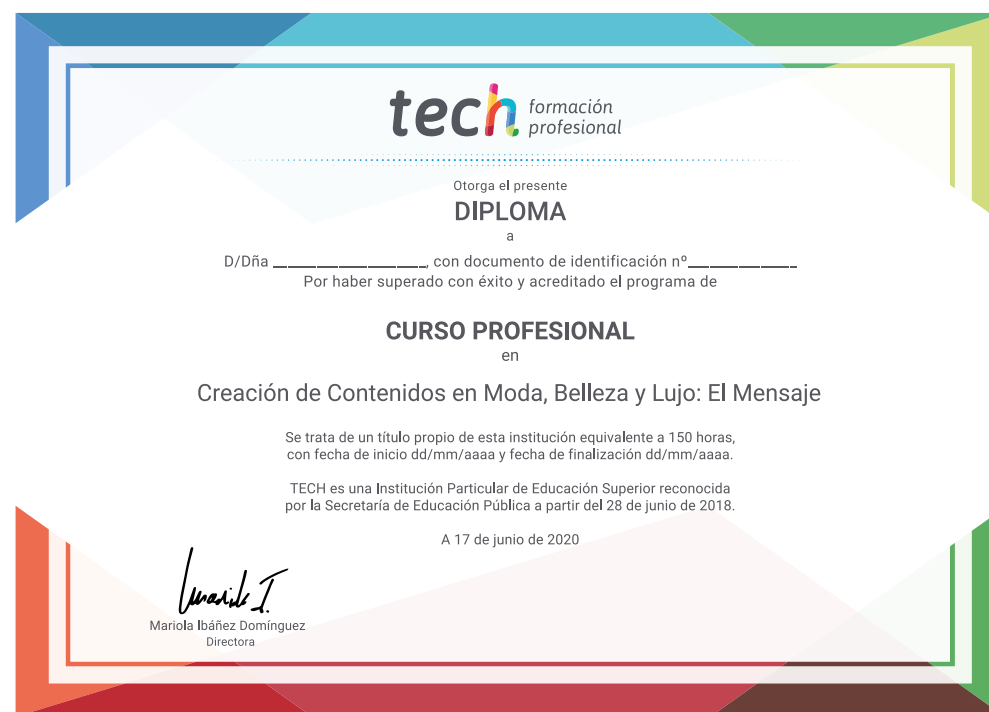 tech formación
profesional
Otorga el presente
DIPLOMA
a
D/Dña ____________________, con documento de identificación nº______________
Por haber superado con éxito y acreditado el programa de
CURSO PROFESIONAL
en
Creación de Contenidos en Moda, Belleza y Lujo: El Mensaje
Se trata de un título propio de esta institución equivalente a 150 horas,
con fecha de inicio dd/mm/aaaa y fecha de finalización dd/mm/aaaa.
TECH es una Institución Particular de Educación Superior reconocida
por la Secretaría de Educación Pública a partir del 28 de junio de 2018.
A 17 de junio de 2020
Mariola Ibáñez Domínguez
Directora